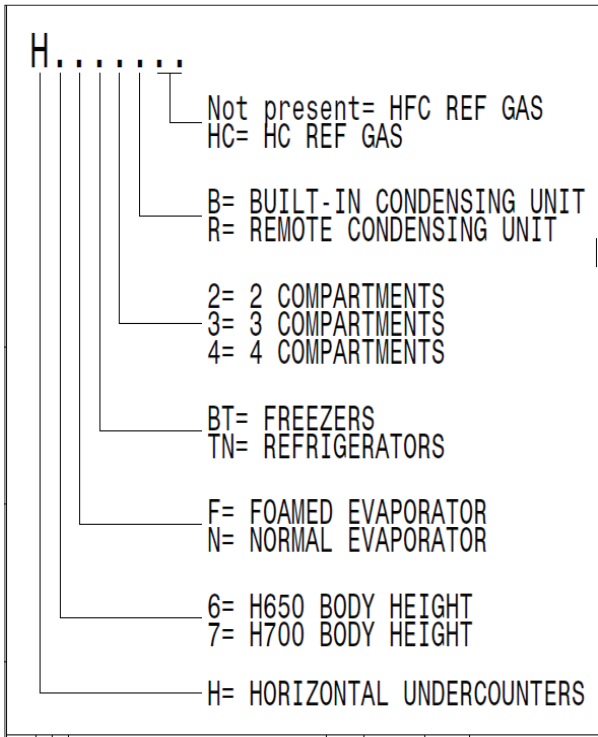 H.......
Not present= HFC REF GAS
HC= HC REF GAS
B= BUILT-IN CONDENSING UNIT
R= REMOTE CONDENSING UNIT
2= 2 COMPARTMENTS
3= 3 COMPARTMENTS
4= 4 COMPARTMENTS
BT= FREEZERS
TN= REFRIGERATORS
F= FOAMED EVAPORATOR
N= NORMAL EVAPORATOR
6= H650 BODY HEIGHT
7= H700 BODY HEIGHT
H= HORIZONTAL UNDERCOUNTERS